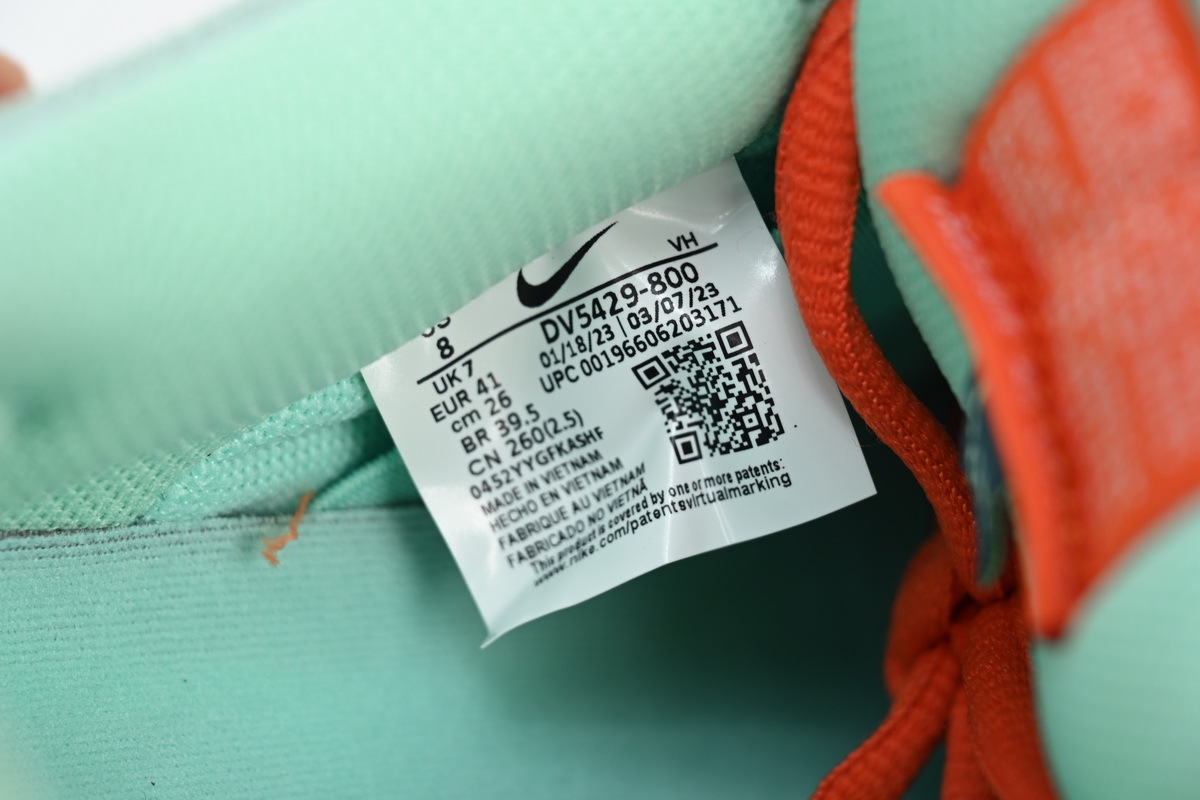 VH
US
8
UK 7
EUR 41
cm 26
BR 39.5
CN 260(2.5)
DV5429-800
01/18/23 | 03/07/23
UPC 00196606203171
0452YYGFKASHF
MADE IN VIETNAM
HECHO EN VIETNAM
FABRIQUE AU VIETNAM
FABRICADO NO VIETNÃ
This product is covered by one or more patents:
www.nike.com/patentsvirtualmarking